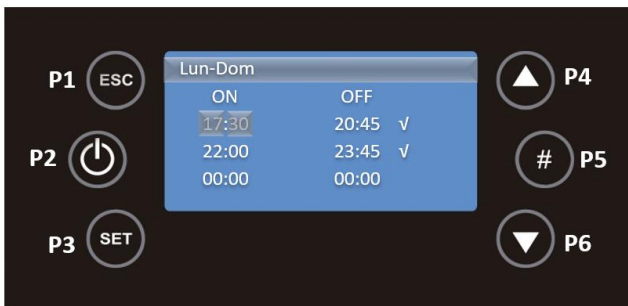 P1 ESC
P2
P3 SET
Lun-Dom
ON OFF
17:30 20:45 √
22:00 23:45 √
00:00 00:00
P4
# P5
P6